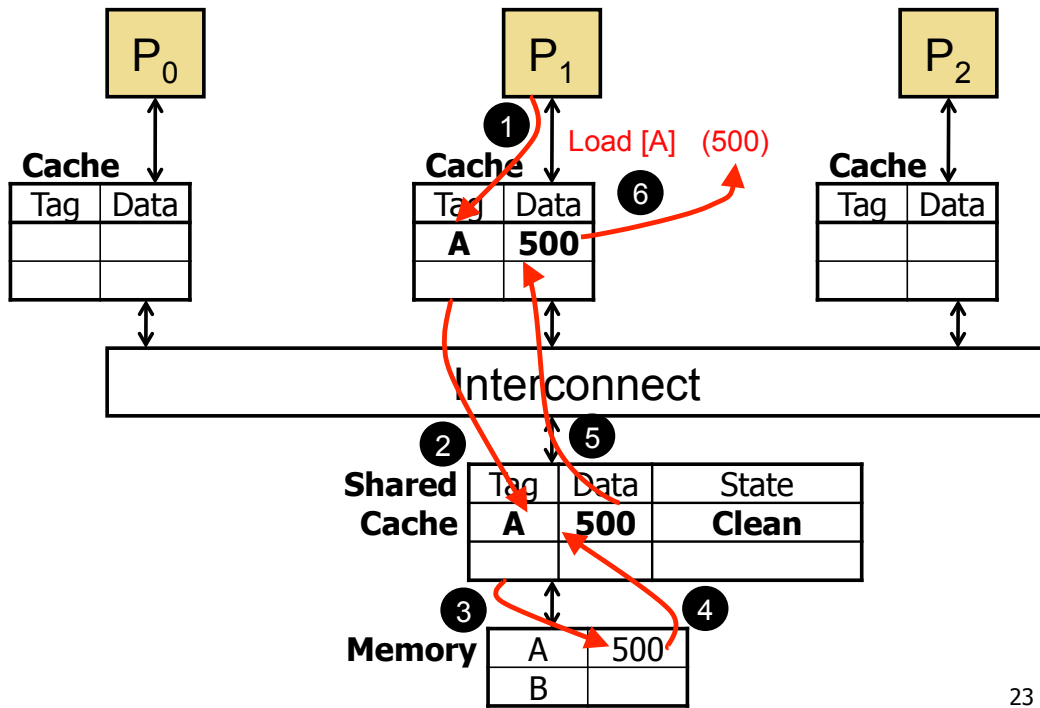 P0
P1
P2
1
Load [A] (500)
Cache
Cache
Cache
6
Tag Data
Tag Data
Tag Data
A 500
Interconnect
2
5
Shared Cache
Tag Data State
A 500 Clean
3
4
Memory
A 500
B
23